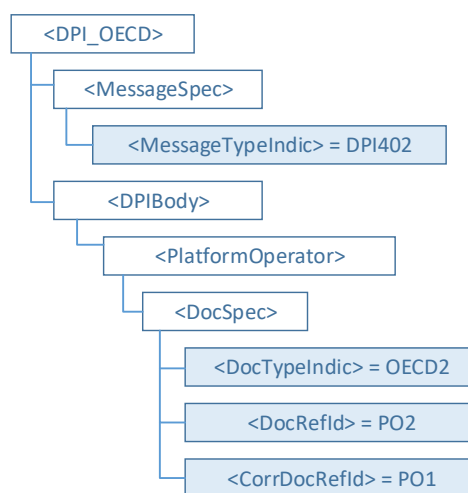 <DPI_OECD>
<MessageSpec>
<MessageTypeIndic> = DPI402
<DPIBody>
<PlatformOperator>
<DocSpec>
<DocTypeIndic> = OECD2
<DocRefId> = PO2
<CorrDocRefId> = PO1